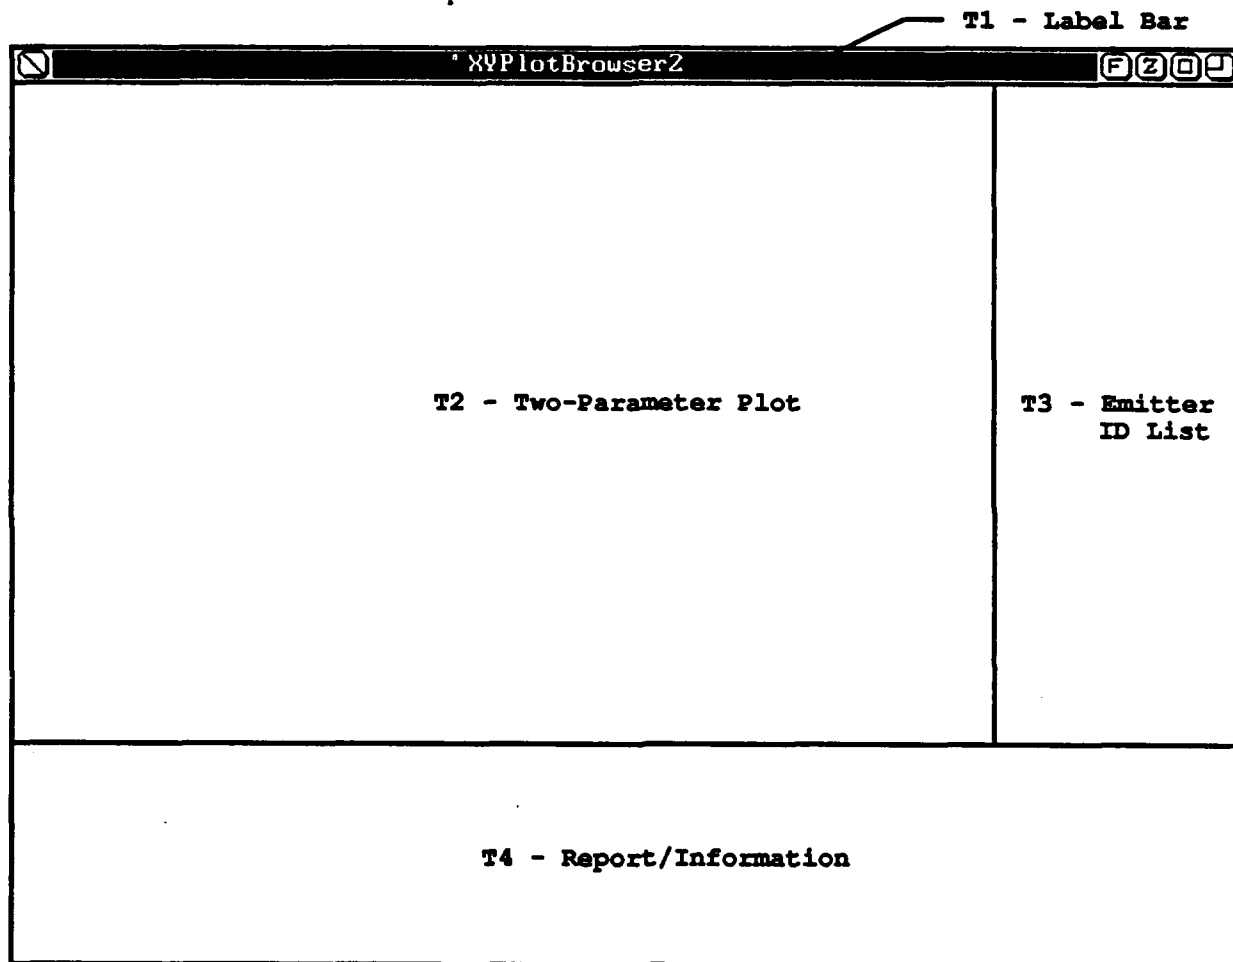 T1 - Label Bar
XYPlotBrowser2
F Z
T2 - Two-Parameter Plot
T3 - Emitter
ID List
T4 - Report/Information